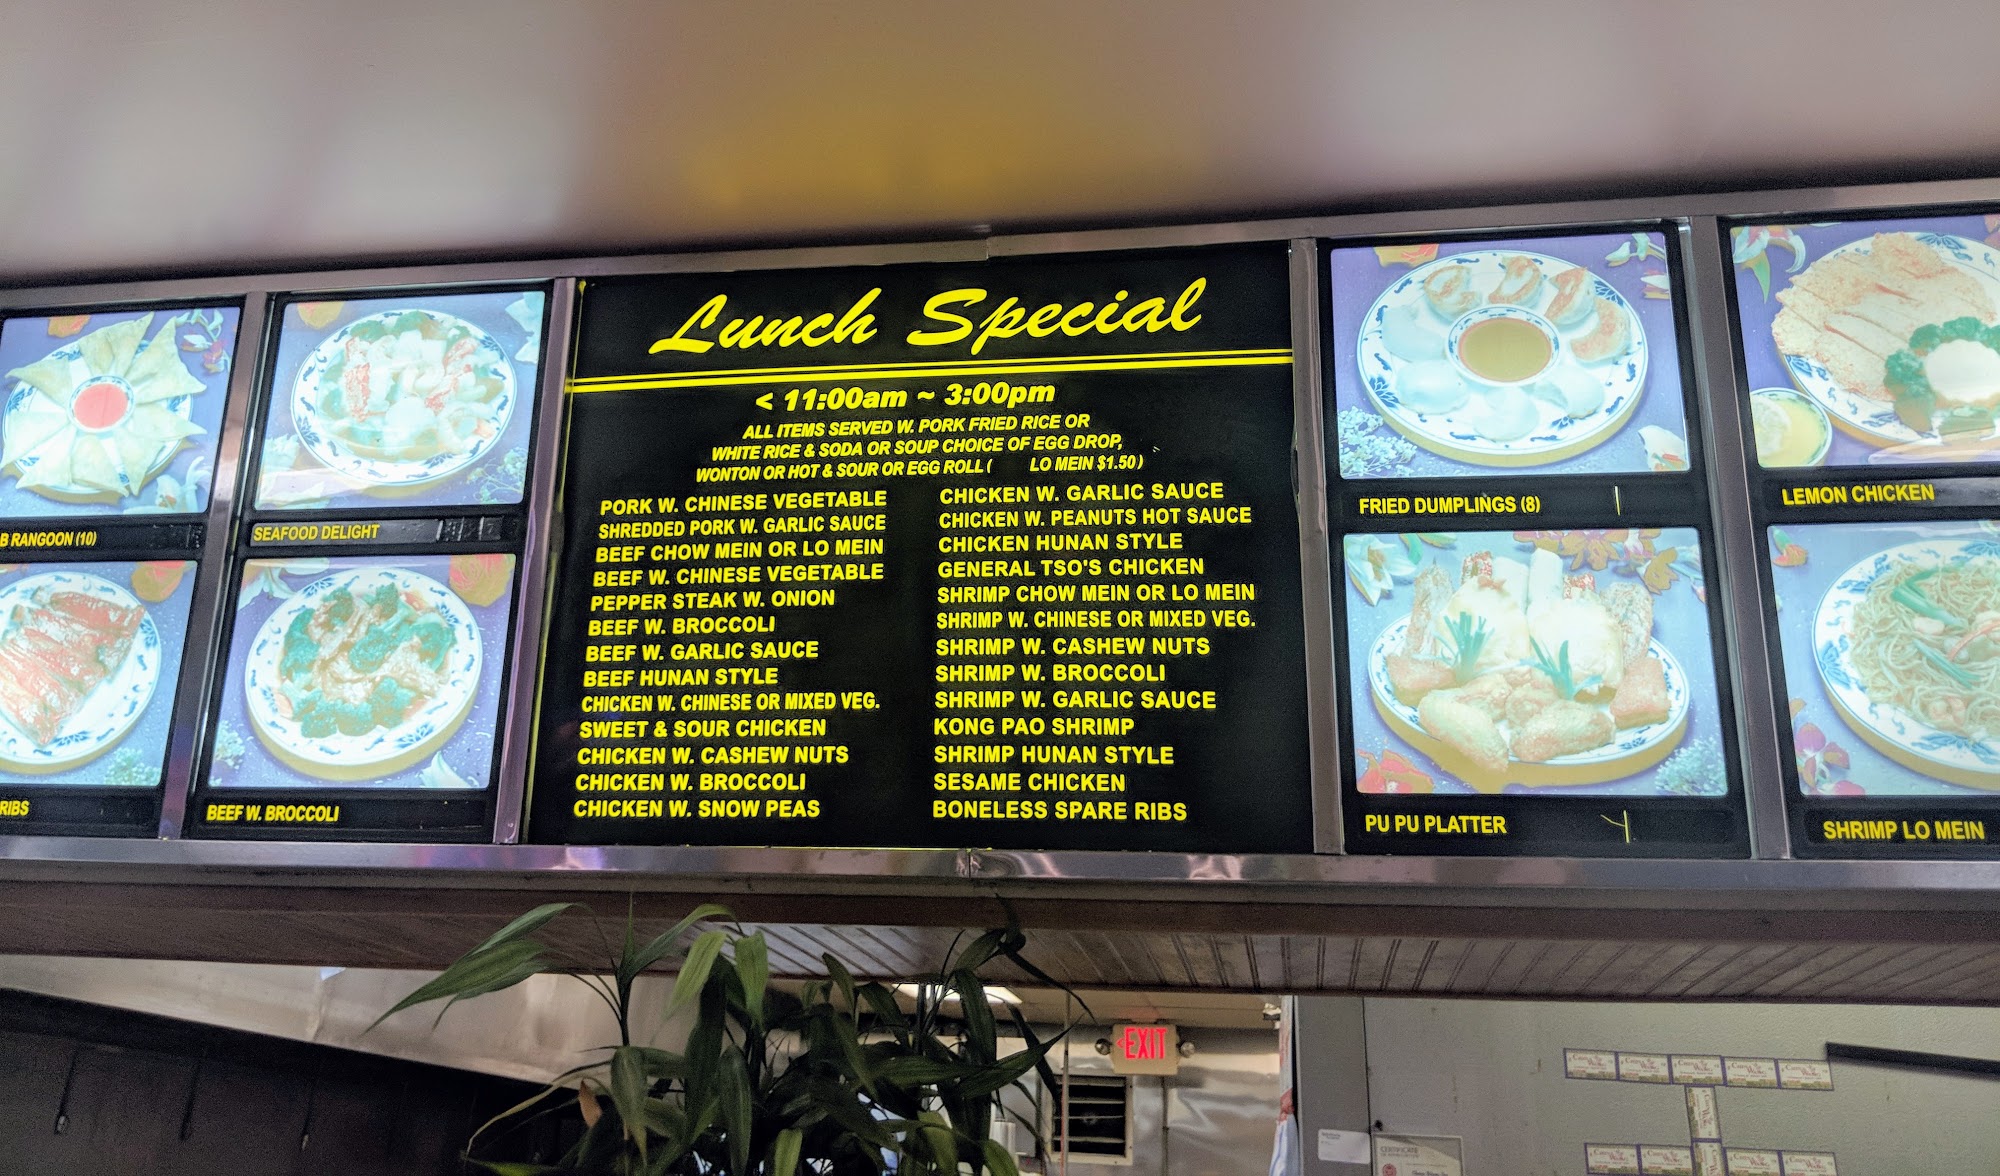 Lunch Special
< 11:00am ~ 3:00pm
ALL ITEMS SERVED W. PORK FRIED RICE OR
WHITE RICE & SODA OR SOUP CHOICE OF EGG DROP,
WONTON OR HOT & SOUR OR EGG ROLL ( LO MEIN $1.50 )
PORK W. CHINESE VEGETABLE
SHREDDED PORK W. GARLIC SAUCE
BEEF CHOW MEIN OR LO MEIN
BEEF W. CHINESE VEGETABLE
PEPPER STEAK W. ONION
BEEF W. BROCCOLI
BEEF W. GARLIC SAUCE
BEEF HUNAN STYLE
CHICKEN W. CHINESE OR MIXED VEG.
SWEET & SOUR CHICKEN
CHICKEN W. CASHEW NUTS
CHICKEN W. BROCCOLI
CHICKEN W. SNOW PEAS
CHICKEN W. GARLIC SAUCE
CHICKEN W. PEANUTS HOT SAUCE
CHICKEN HUNAN STYLE
GENERAL TSO'S CHICKEN
SHRIMP CHOW MEIN OR LO MEIN
SHRIMP W. CHINESE OR MIXED VEG.
SHRIMP W. CASHEW NUTS
SHRIMP W. BROCCOLI
SHRIMP W. GARLIC SAUCE
KONG PAO SHRIMP
SHRIMP HUNAN STYLE
SESAME CHICKEN
BONELESS SPARE RIBS
B RANGOON (10)
SEAFOOD DELIGHT
RIBS
BEEF W. BROCCOLI
FRIED DUMPLINGS (8)
LEMON CHICKEN
PU PU PLATTER
SHRIMP LO MEIN
EXIT
CERTIFICATE